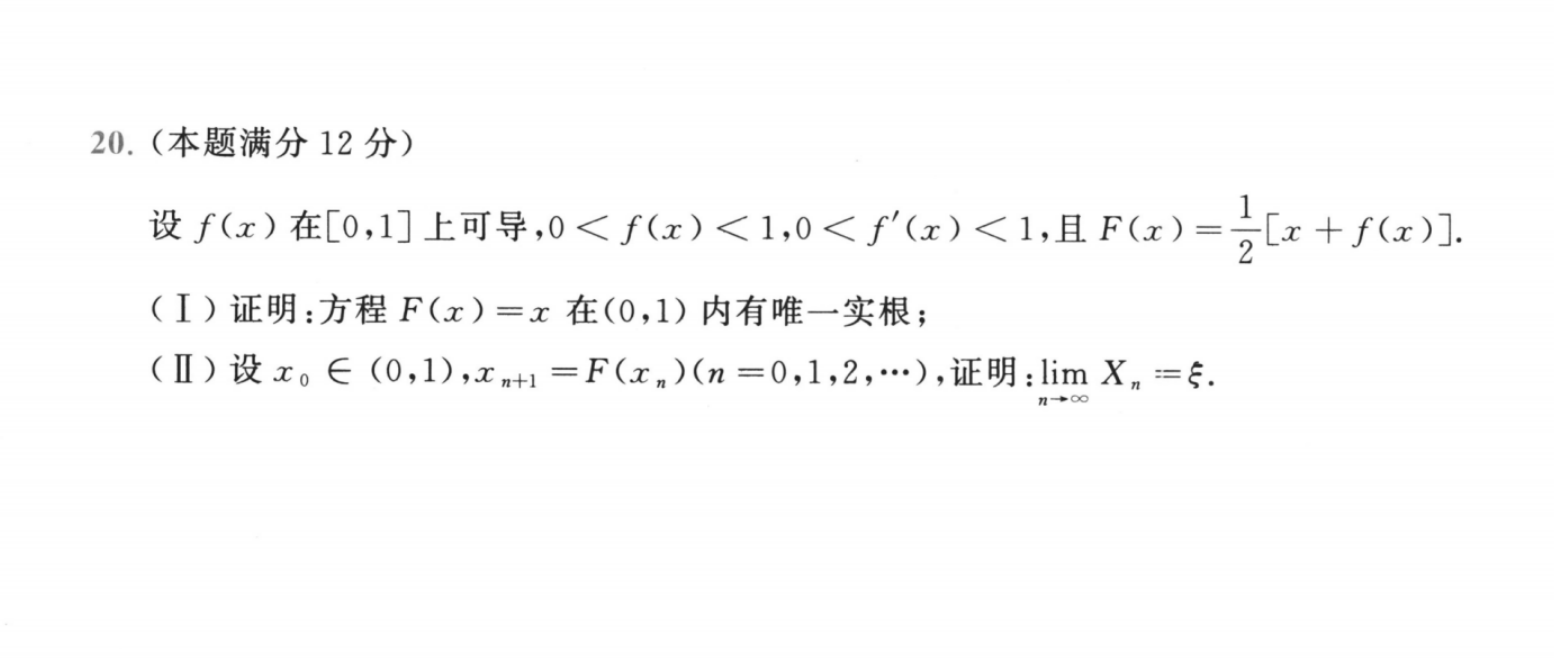 20.(本题满分 12 分)
设 f(x) 在[0,1] 上可导,0 < f(x) < 1,0 < f′(x) < 1,且 F(x) = 1/2[x + f(x)].
(Ⅰ) 证明:方程 F(x) = x 在(0,1) 内有唯一实根;
(Ⅱ) 设 x₀ ∈ (0,1),xₙ₊₁ = F(xₙ)(n = 0,1,2,…),证明:lim Xₙ = ξ.
n→∞